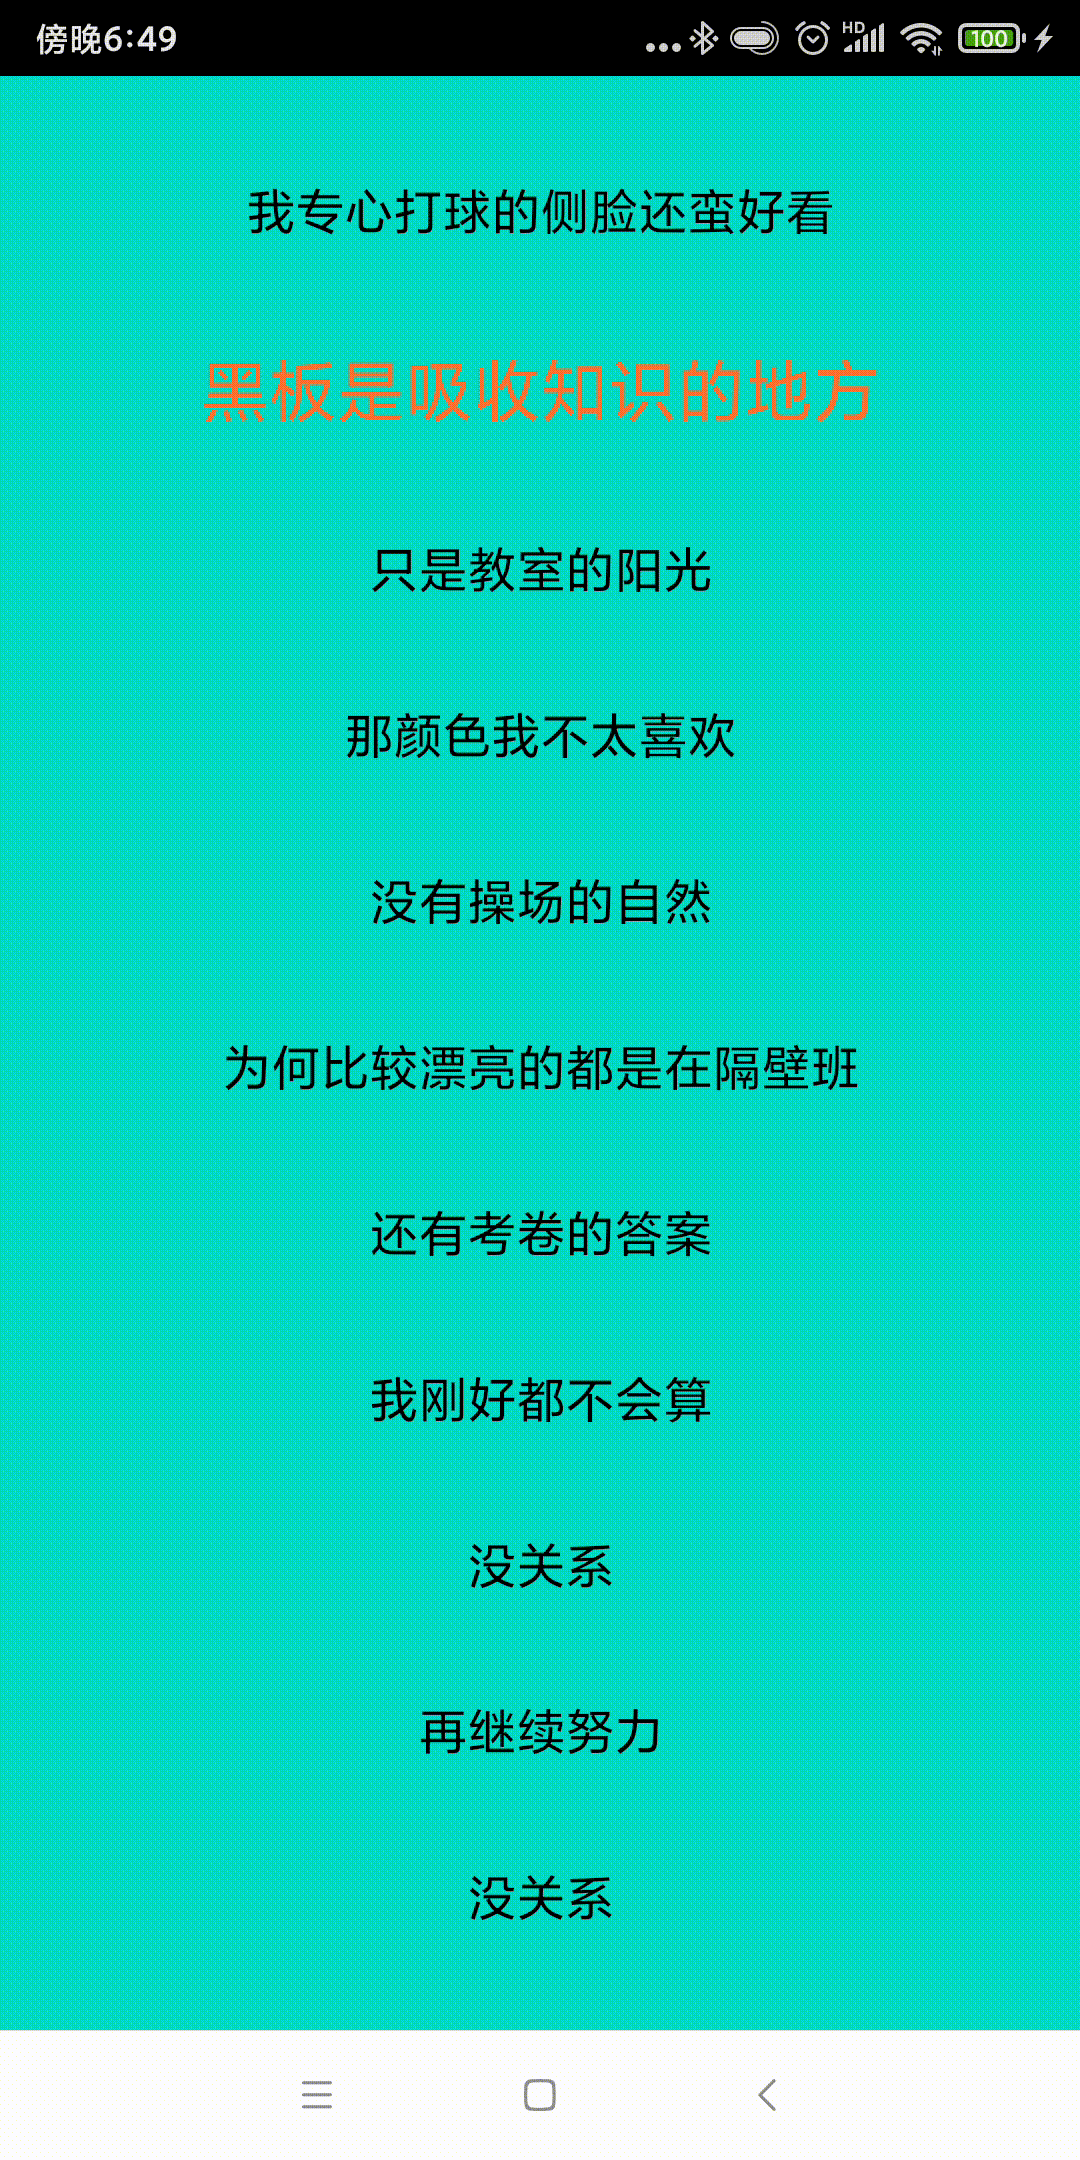 傍晚6:49
HD
100
我专心打球的侧脸还蛮好看
黑板是吸收知识的地方
只是教室的阳光
那颜色我不太喜欢
没有操场的自然
为何比较漂亮的都是在隔壁班
还有考卷的答案
我刚好都不会算
没关系
再继续努力
没关系